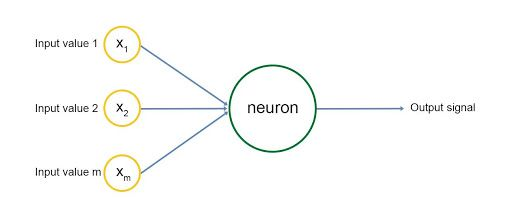 Input value 1
x1
Input value 2
x2
neuron
Output signal
Input value m
xm